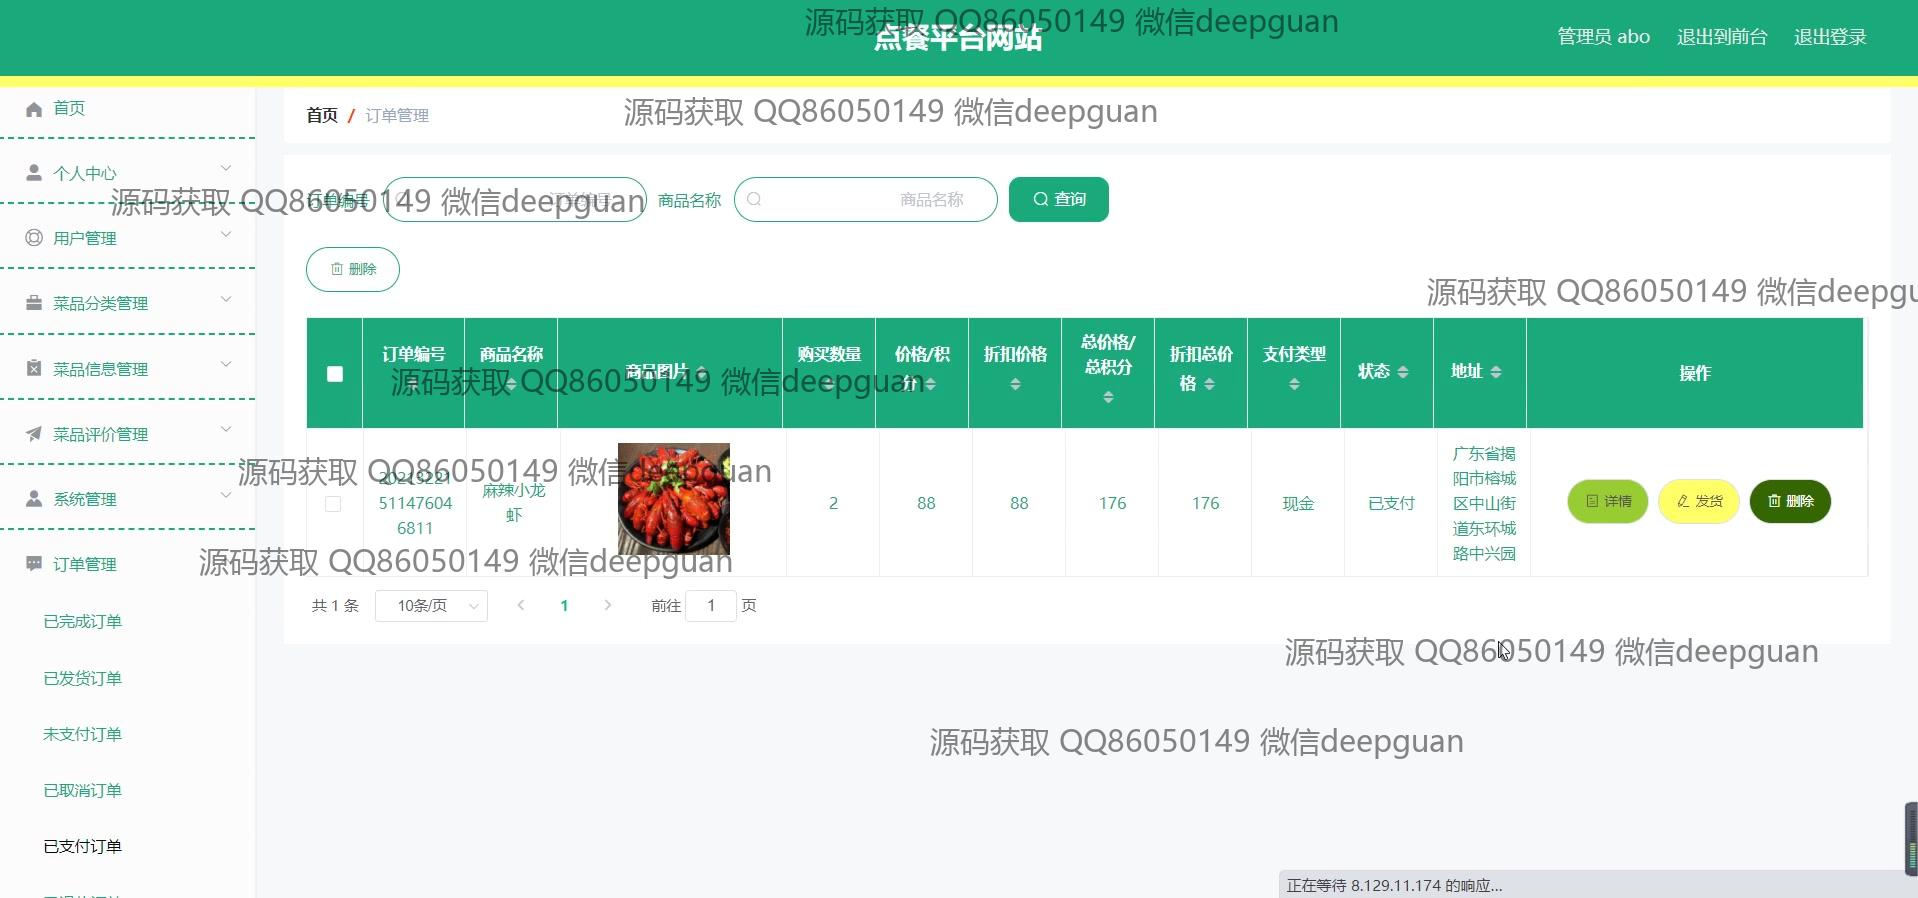 源码获取 QQ86050149 微信deepguan
点餐平台网站
管理员 abo 退出到前台 退出登录
首页
个人中心
用户管理
菜品分类管理
菜品信息管理
菜品评价管理
系统管理
订单管理
已完成订单
已发货订单
未支付订单
已取消订单
已支付订单
首页 / 订单管理
源码获取 QQ86050149 微信deepguan
源码获取 QQ86050149 微信deepguan
订单编号 订单编号 商品名称 商品名称 查询
删除
源码获取 QQ86050149 微信deepgu
订单编号 商品名称 商品图片 购买数量 价格/积分 折扣价格 总价格/总积分 折扣总价格 支付类型 状态 地址 操作
源码获取 QQ86050149 微信deepguan
源码获取 QQ86050149 微信deepguan
51147604
6811
麻辣小龙
虾
2 88 88 176 176 现金 已支付
广东省揭
阳市榕城
区中山街
道东环城
路中兴园
详情 发货 删除
源码获取 QQ86050149 微信deepguan
共 1 条 10条/页 1 前往 1 页
源码获取 QQ86050149 微信deepguan
源码获取 QQ86050149 微信deepguan
正在等待 8.129.11.174 的响应...